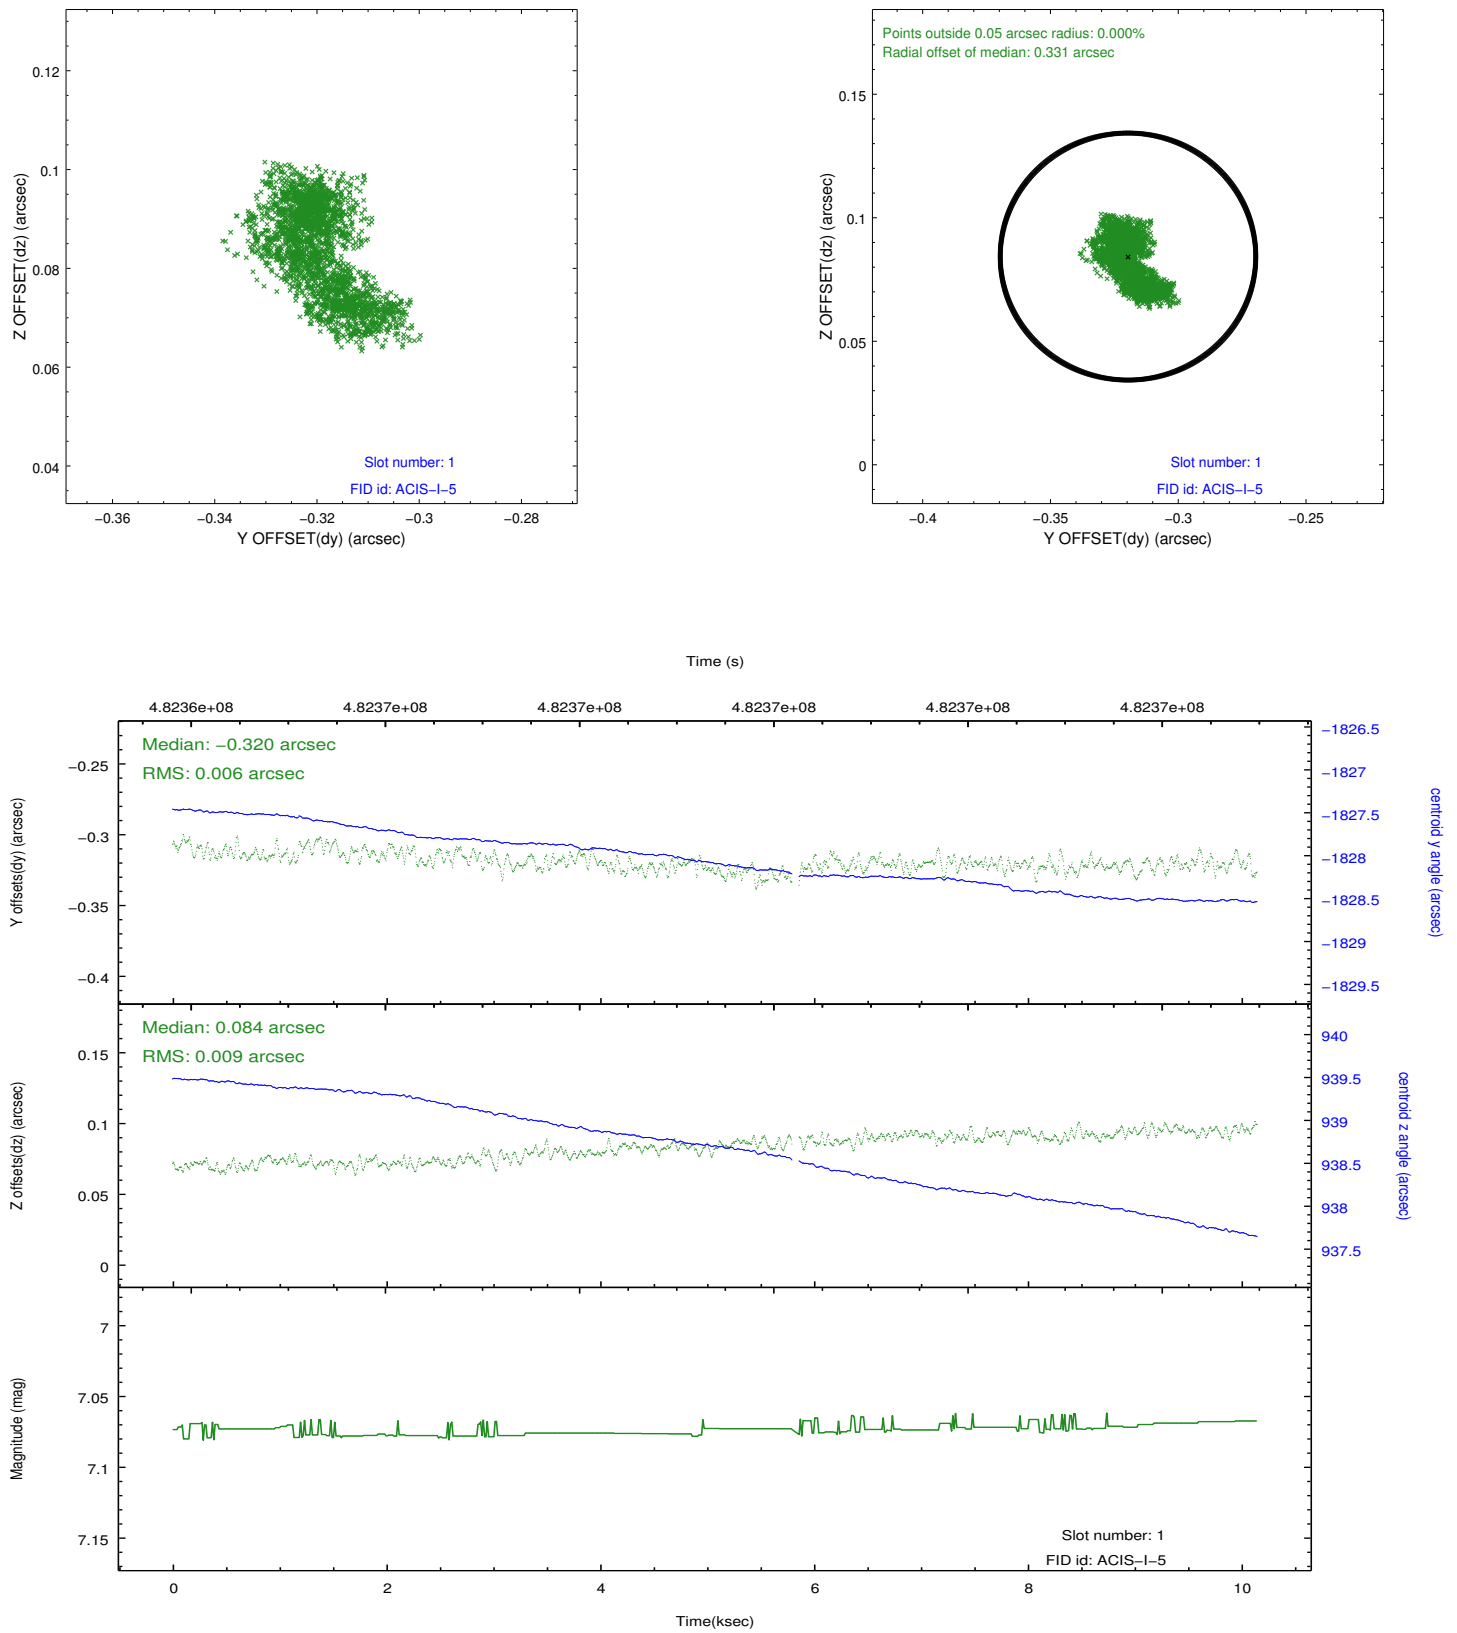 0.12
0.1
0.08
0.06
0.04
Z OFFSET(dz) (arcsec)
Slot number: 1
FID id: ACIS−I−5
−0.36 −0.34 −0.32 −0.3 −0.28
Y OFFSET(dy) (arcsec)
Points outside 0.05 arcsec radius: 0.000%
Radial offset of median: 0.331 arcsec
0.15
0.1
0.05
0
Z OFFSET(dz) (arcsec)
Slot number: 1
FID id: ACIS−I−5
−0.4 −0.35 −0.3 −0.25
Y OFFSET(dy) (arcsec)
Time (s)
4.8236e+08 4.8237e+08 4.8237e+08 4.8237e+08 4.8237e+08 4.8237e+08
Median: −0.320 arcsec
RMS: 0.006 arcsec
−0.25
−0.3
−0.35
−0.4
Y offsets(dy) (arcsec)
−1826.5
−1827
−1827.5
−1828
−1828.5
−1829
−1829.5
centroid y angle (arcsec)
Median: 0.084 arcsec
RMS: 0.009 arcsec
0.15
0.1
0.05
0
Z offsets(dz) (arcsec)
940
939.5
939
938.5
938
937.5
centroid z angle (arcsec)
7
7.05
7.1
7.15
Magnitude (mag)
Slot number: 1
FID id: ACIS−I−5
0 2 4 6 8 10
Time(ksec)